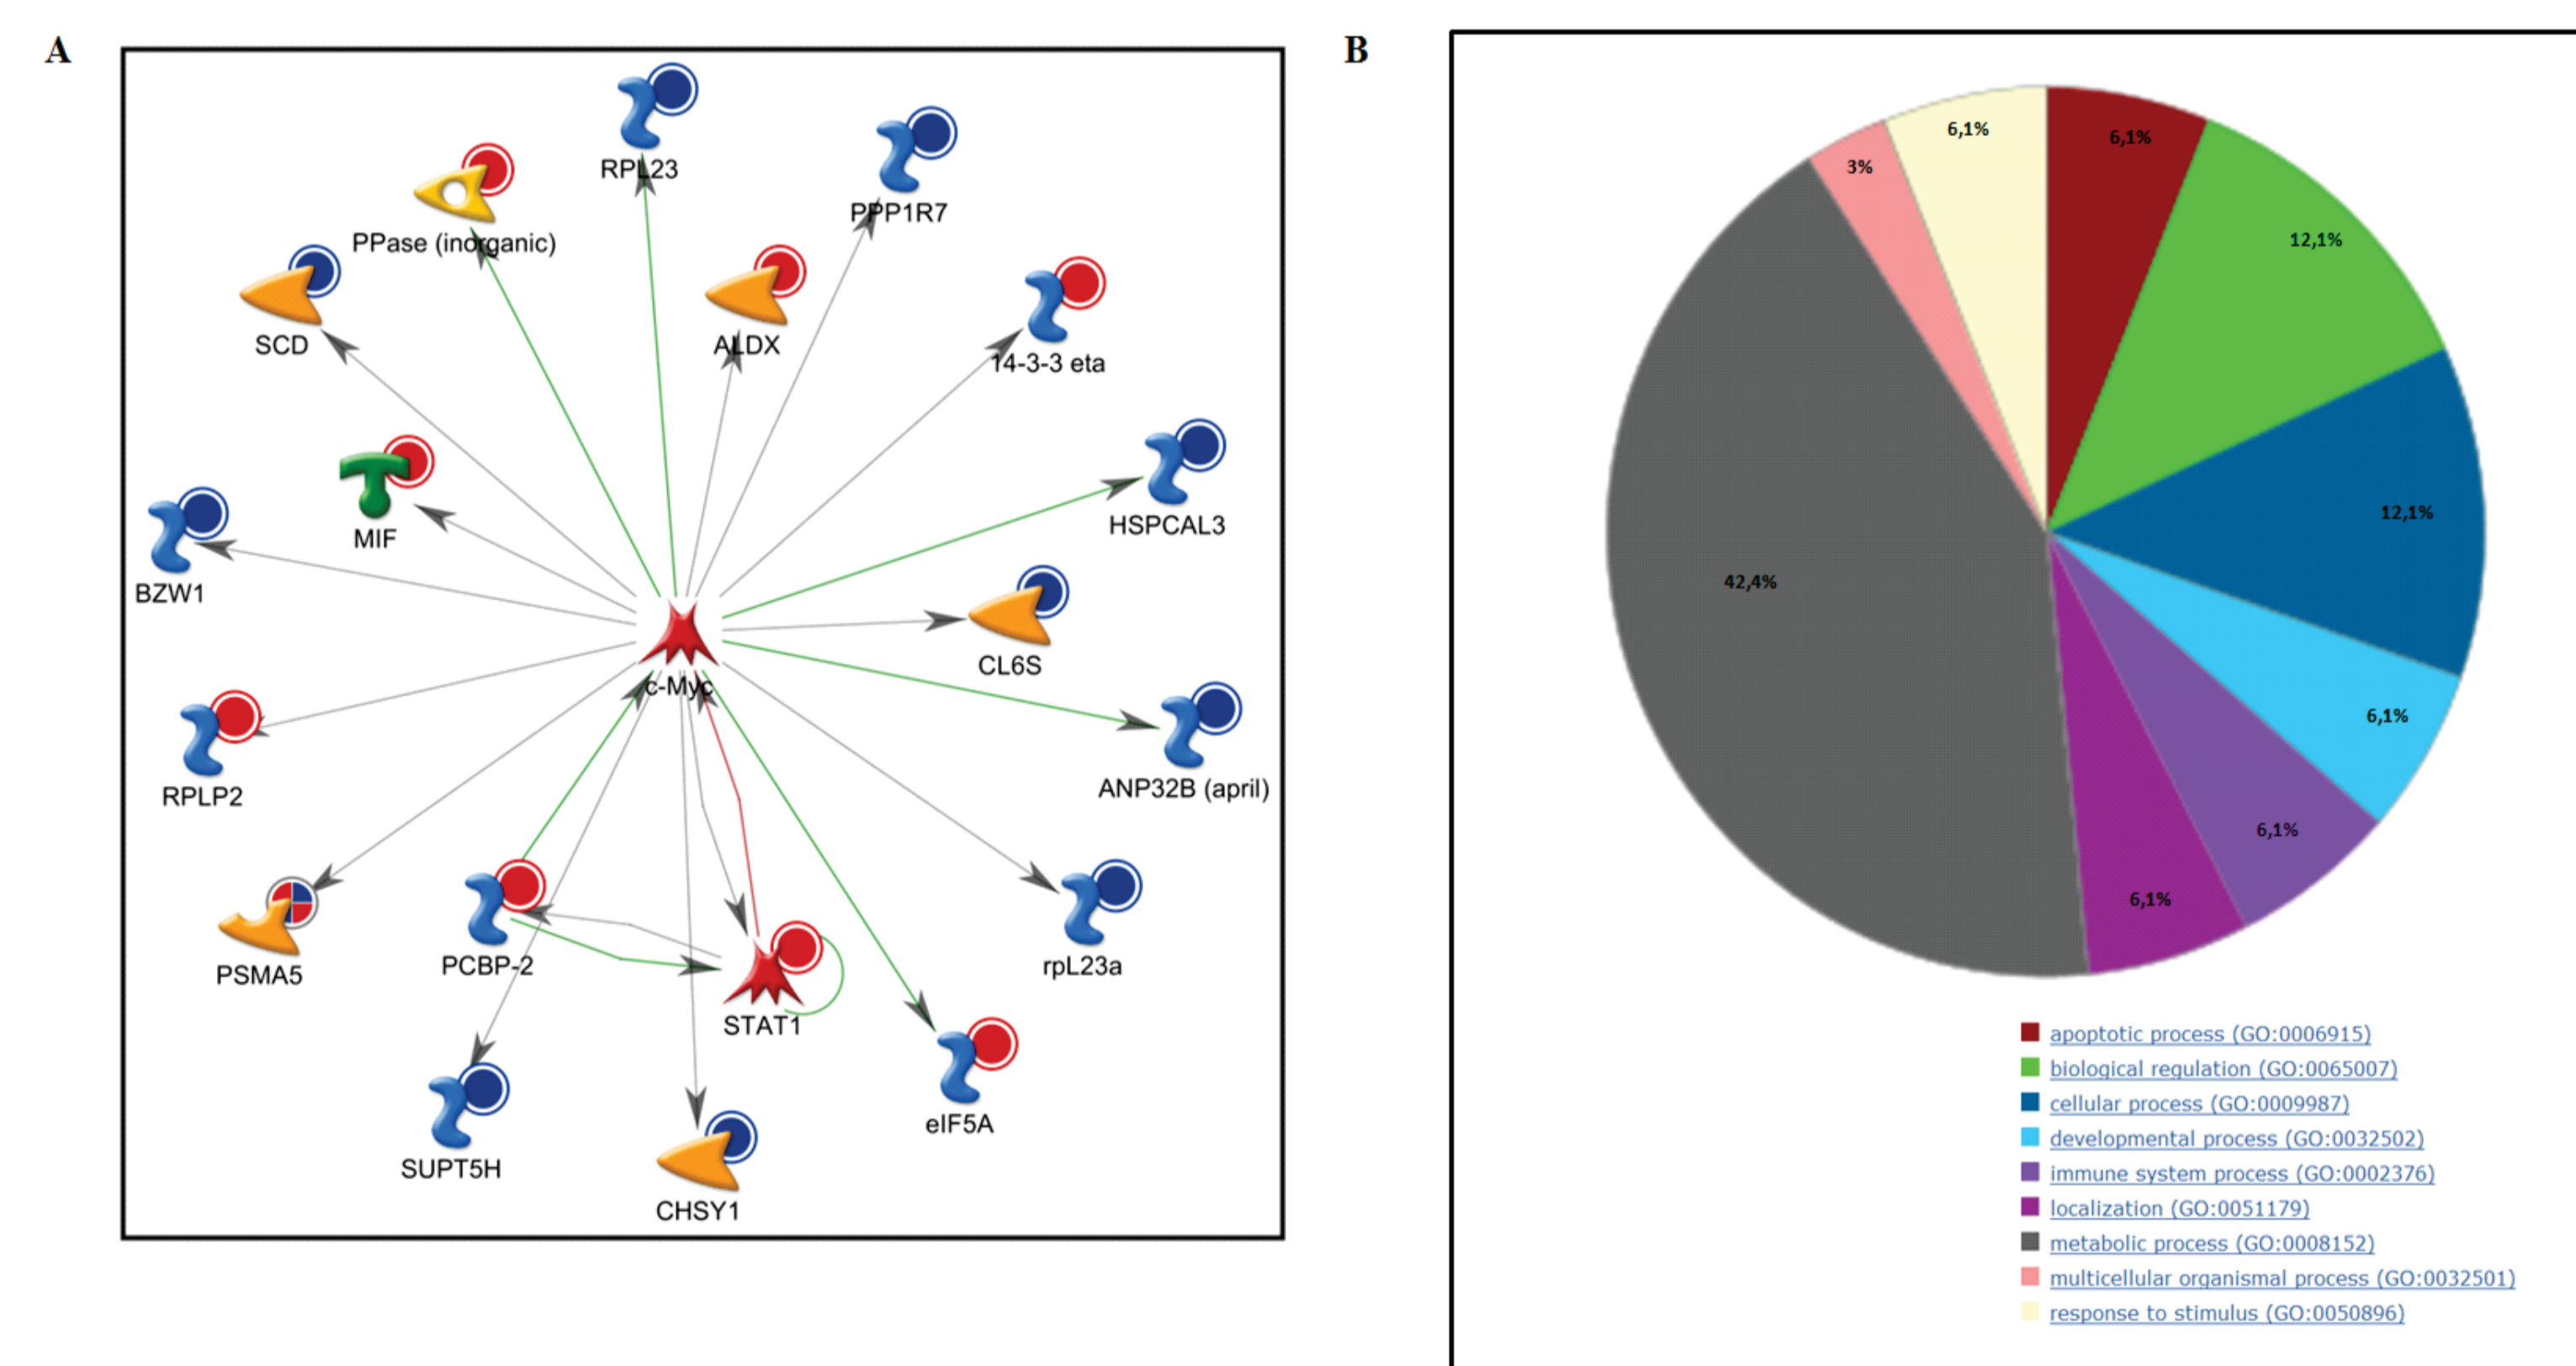 A
B
RPL23
PPP1R7
PPase (inorganic)
SCD
ALDX
14-3-3 eta
MIF
HSPCAL3
BZW1
CL6S
c-Myc
RPLP2
ANP32B (april)
PSMA5
PCBP-2
rpL23a
STAT1
eIF5A
SUPT5H
CHSY1
6,1%
6,1%
3%
12,1%
12,1%
42,4%
6,1%
6,1%
6,1%
apoptotic process (GO:0006915)
biological regulation (GO:0065007)
cellular process (GO:0009987)
developmental process (GO:0032502)
immune system process (GO:0002376)
localization (GO:0051179)
metabolic process (GO:0008152)
multicellular organismal process (GO:0032501)
response to stimulus (GO:0050896)